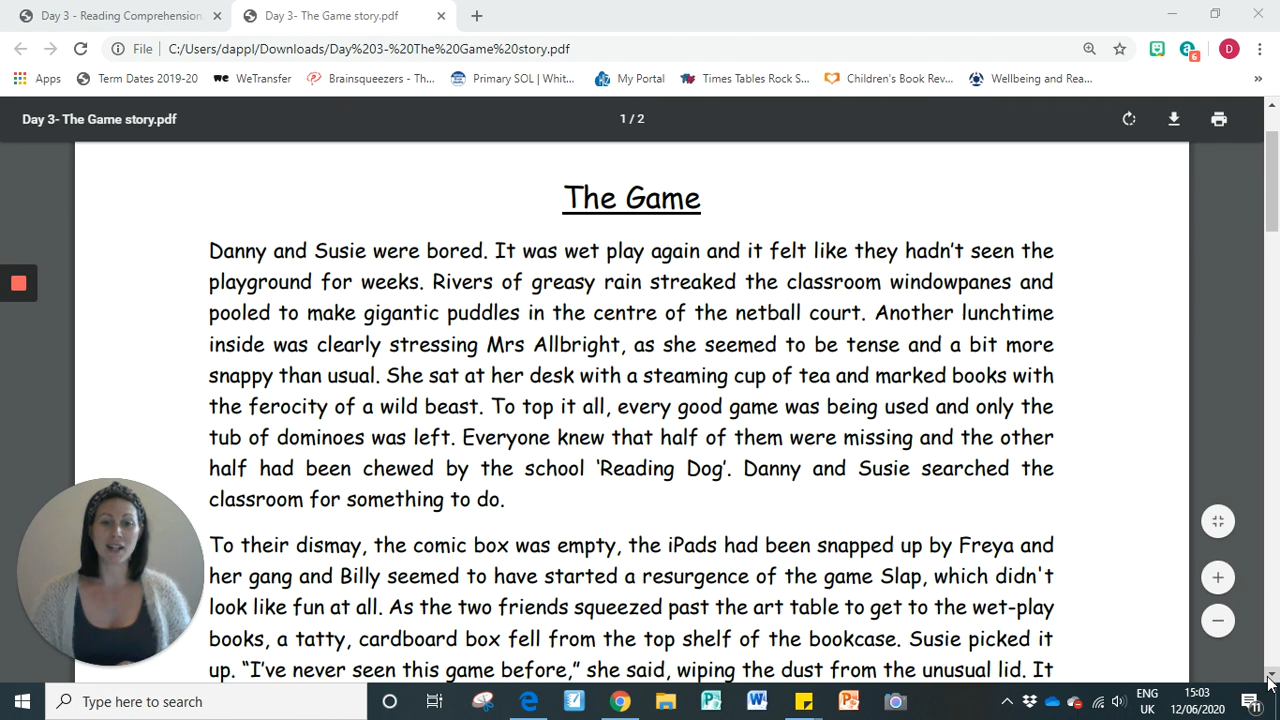 Day 3 - Reading Comprehension.
Day 3- The Game story.pdf
File
C:/Users/dappl/Downloads/Day%203-%20The%20Game%20story.pdf
D
6
Apps
Term Dates 2019-20
WeTransfer
Brainsqueezers - Th...
Primary SOL | Whit...
My Portal
Times Tables Rock S...
Children's Book Rev...
Wellbeing and Rea...
»
Day 3- The Game story.pdf
1 / 2
The Game
Danny and Susie were bored. It was wet play again and it felt like they hadn't seen the
playground for weeks. Rivers of greasy rain streaked the classroom windowpanes and
pooled to make gigantic puddles in the centre of the netball court. Another lunchtime
inside was clearly stressing Mrs Allbright, as she seemed to be tense and a bit more
snappy than usual. She sat at her desk with a steaming cup of tea and marked books with
the ferocity of a wild beast. To top it all, every good game was being used and only the
tub of dominoes was left. Everyone knew that half of them were missing and the other
half had been chewed by the school 'Reading Dog'. Danny and Susie searched the
classroom for something to do.
To their dismay, the comic box was empty, the iPads had been snapped up by Freya and
her gang and Billy seemed to have started a resurgence of the game Slap, which didn't
look like fun at all. As the two friends squeezed past the art table to get to the wet-play
books, a tatty, cardboard box fell from the top shelf of the bookcase. Susie picked it
up. "I've never seen this game before," she said, wiping the dust from the unusual lid. It
Type here to search
ENG
UK
15:03
12/06/2020
11